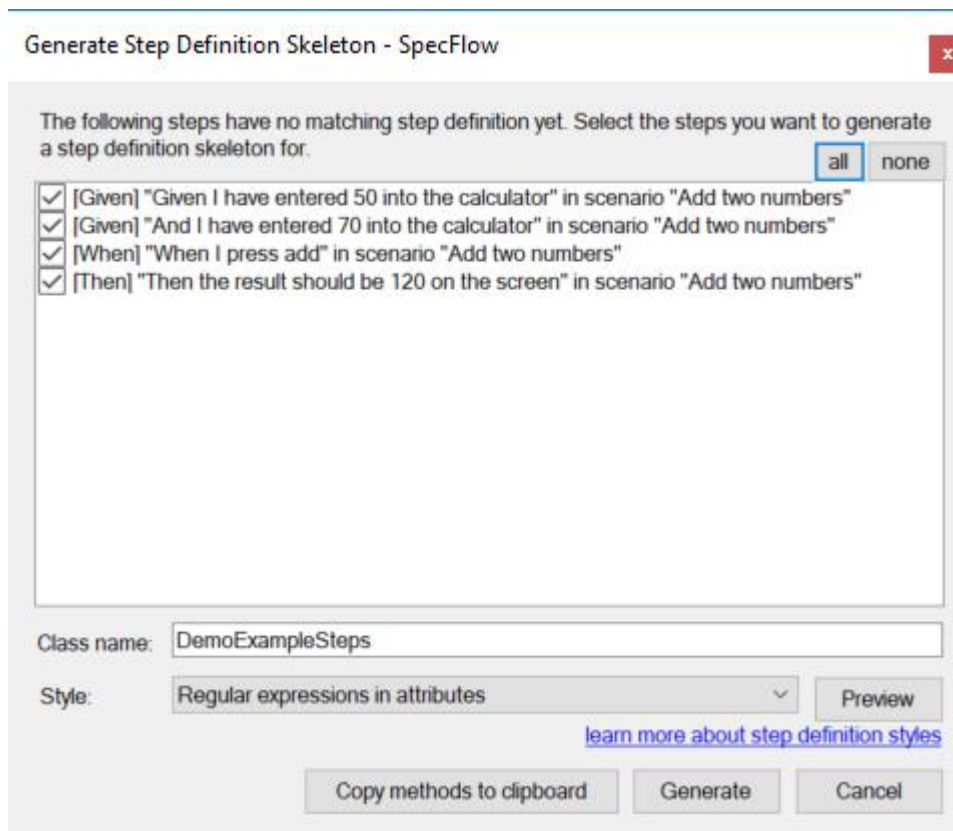 Generate Step Definition Skeleton - SpecFlow
x
The following steps have no matching step definition yet. Select the steps you want to generate
a step definition skeleton for.
all none
[Given] "Given I have entered 50 into the calculator" in scenario "Add two numbers"
[Given] "And I have entered 70 into the calculator" in scenario "Add two numbers"
[When] "When I press add" in scenario "Add two numbers"
[Then] "Then the result should be 120 on the screen" in scenario "Add two numbers"
Class name: DemoExampleSteps
Style: Regular expressions in attributes Preview
learn more about step definition styles
Copy methods to clipboard Generate Cancel